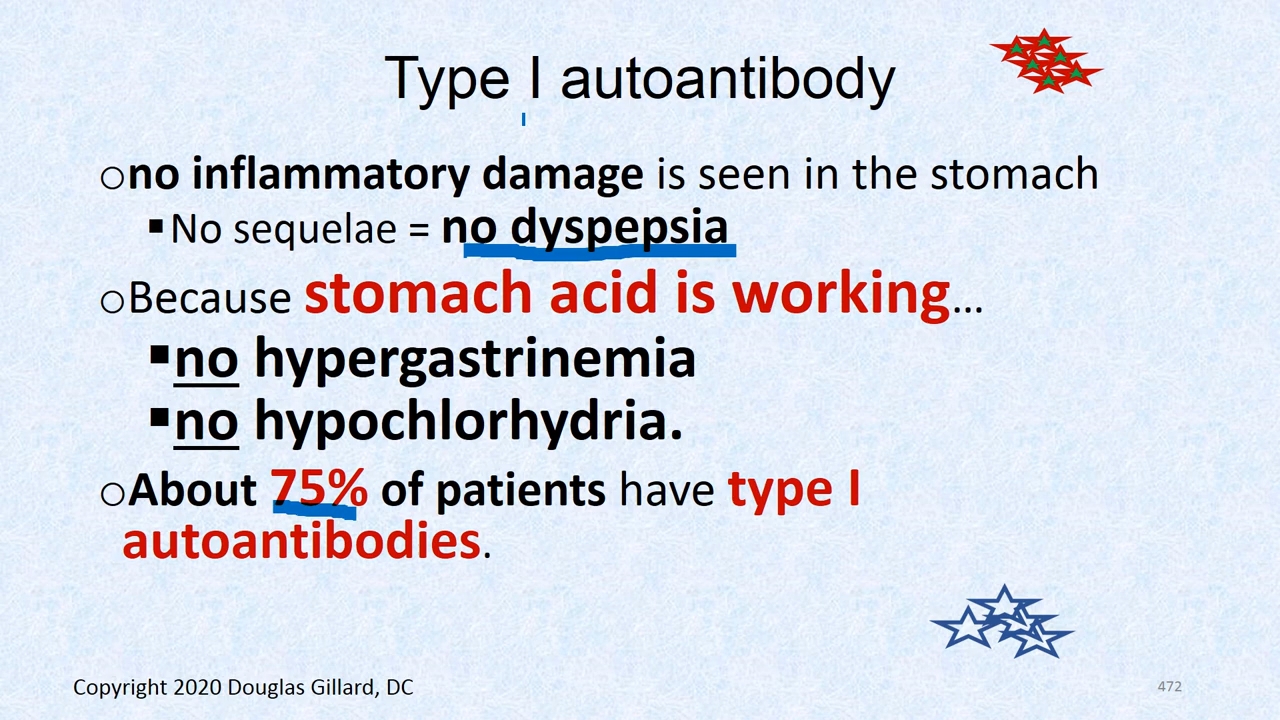 Type I autoantibody
○no inflammatory damage is seen in the stomach
▪No sequelae = no dyspepsia
○Because stomach acid is working…
▪no hypergastrinemia
▪no hypochlorhydria.
○About 75% of patients have type I
autoantibodies.
Copyright 2020 Douglas Gillard, DC
472